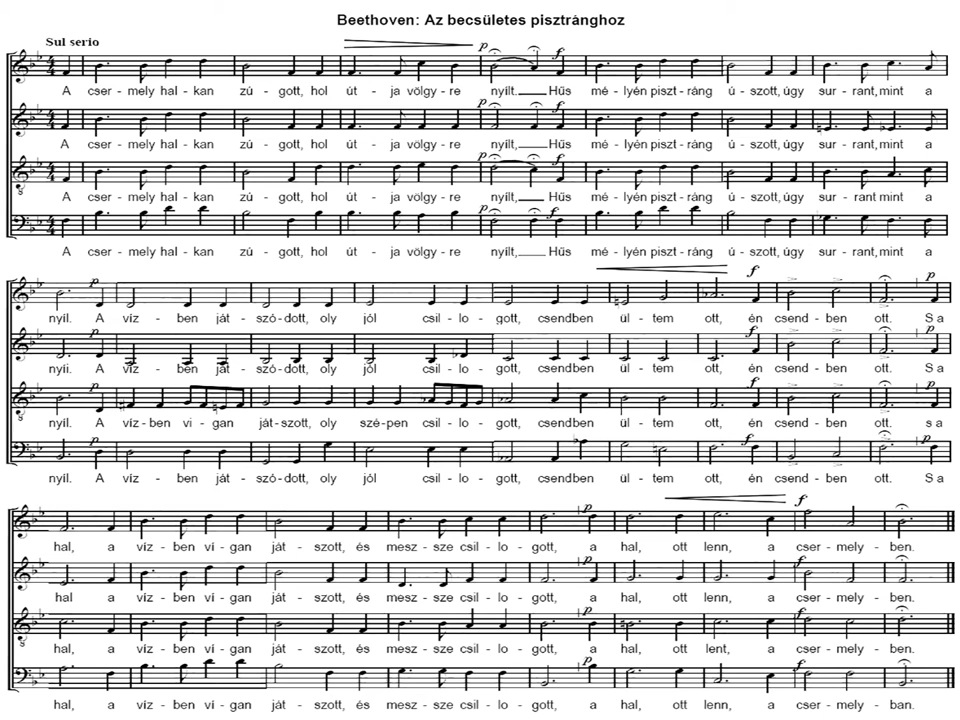 Beethoven: Az becsületes pisztránghoz
Sul serio
p f
A cser - mely hal - kan zú - gott, hol út - ja völgy - re nyílt. Hűs mé - lyén piszt - ráng ú - szott, úgy sur - rant, mint a
p f
A cser - mely hal - kan zú - gott, hol út - ja völgy - re nyílt, Hűs mé - lyén piszt - ráng ú - szott, úgy sur - rant, mint a
p f
A cser - mely hal - kan zú - gott, hol út - ja völgy - re nyílt, Hűs mé - lyén piszt - ráng ú - szott, úgy sur - rant mint a
p f
A cser - mely hal - kan zú - gott, hol út - ja völgy - re nyílt, Hűs mé - lyén piszt - ráng ú - szott, úgy sur - rant, mint a
p f p
nyíl. A víz - ben ját - szó - dott, oly jól csil - lo - gott, csendben ül - tem ott, én csend - ben ott. S a
p f p
nyíl. A víz - ben ját - szó - dott, oly jól csil - lo - gott, csendben ül - tem ott, én csend - ben ott. S a
p f p
nyíl. A víz - ben ví - gan ját - szott, oly szé - pen csil - lo - gott, csendben ül - tem ott, én csend - ben ott. s a
p f p
nyíl. A víz - ben ját - szó - dott, oly jól csil - lo - gott, csendben ül - tem ott, én csend - ben ott. S a
p f
hal, a víz - ben ví - gan ját - szott, és mesz - sze csil - lo - gott, a hal, ott lenn, a cser - mely - ben.
p f
hal a víz - ben ví - gan ját - szott, és mesz - sze csil - lo - gott, a hal, ott lenn, a cser - mely - ben.
p f
hal, a víz - ben ví - gan ját - szott, és mesz - sze csil - lo - gott, a hal, ott lent, a cser - mely - ben.
p f
hal, a víz - ben ví - gan ját - szott, és mesz - sze csil - lo - gott, a hal, ott lenn, a cser - mely - ben.